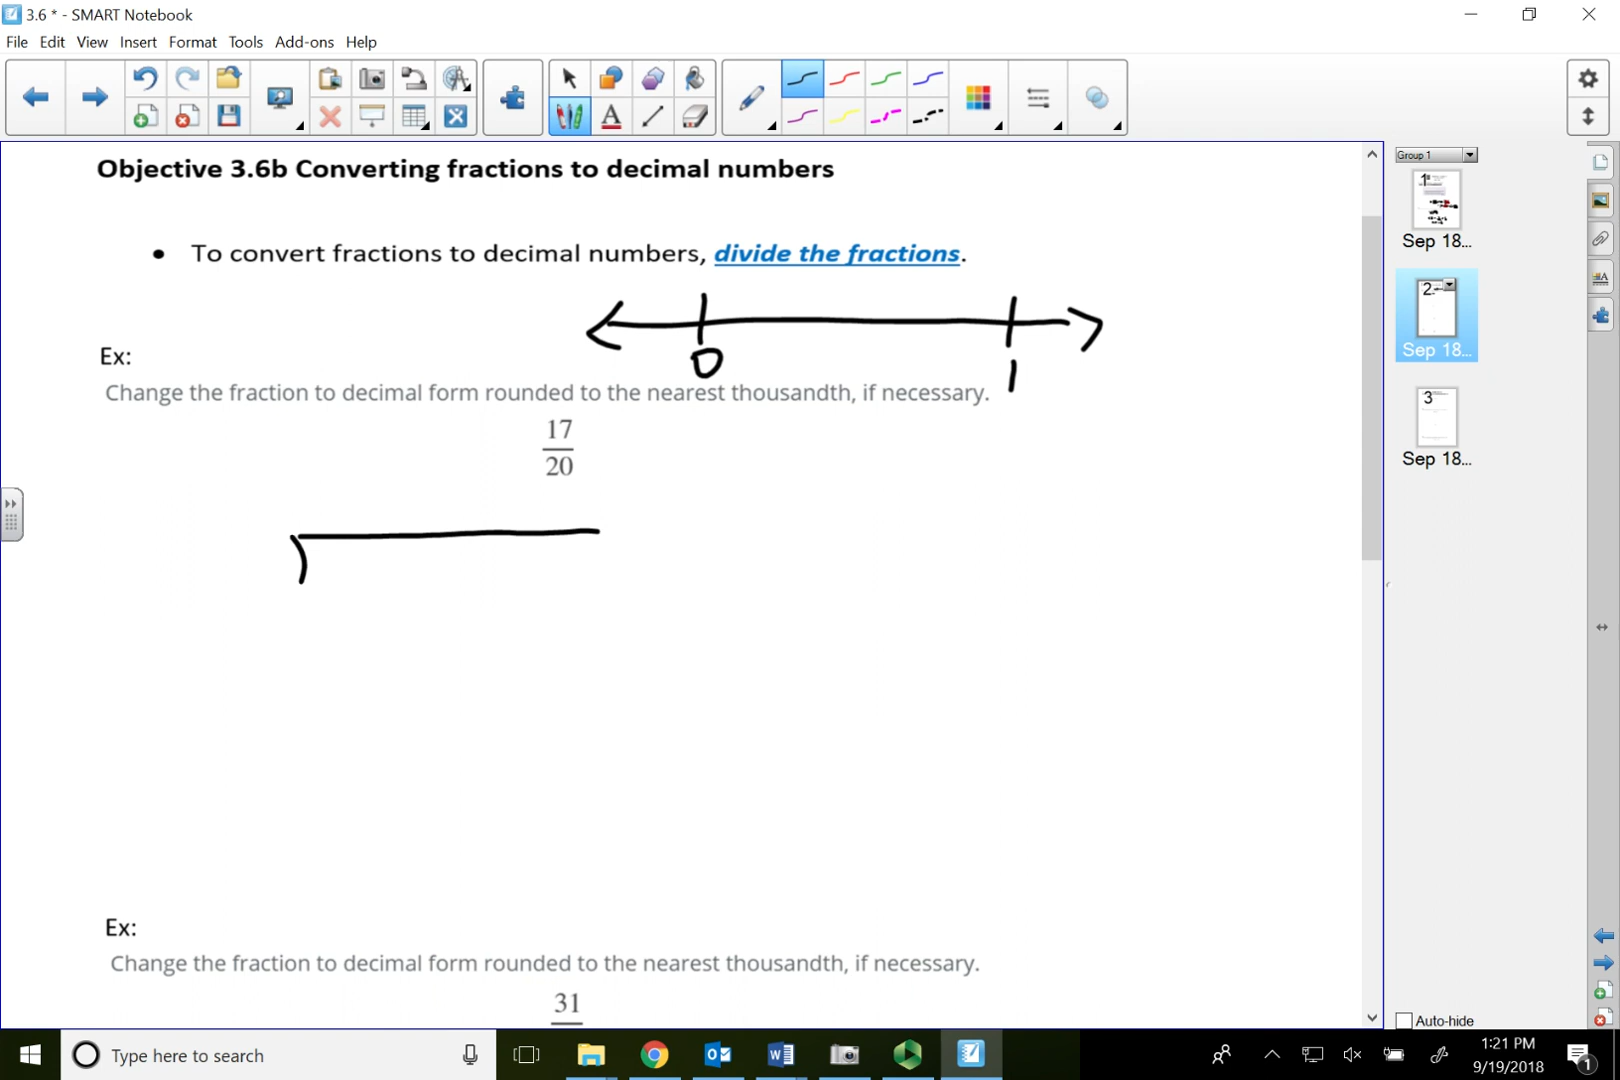 3.6 * - SMART Notebook
File Edit View Insert Format Tools Add-ons Help
Group 1
Objective 3.6b Converting fractions to decimal numbers
• To convert fractions to decimal numbers, divide the fractions.
0 1
Ex:
Change the fraction to decimal form rounded to the nearest thousandth, if necessary.
17
20
Ex:
Change the fraction to decimal form rounded to the nearest thousandth, if necessary.
31
1
Sep 18...
2
Sep 18...
3
Sep 18...
Auto-hide
Type here to search
1:21 PM
9/19/2018
1